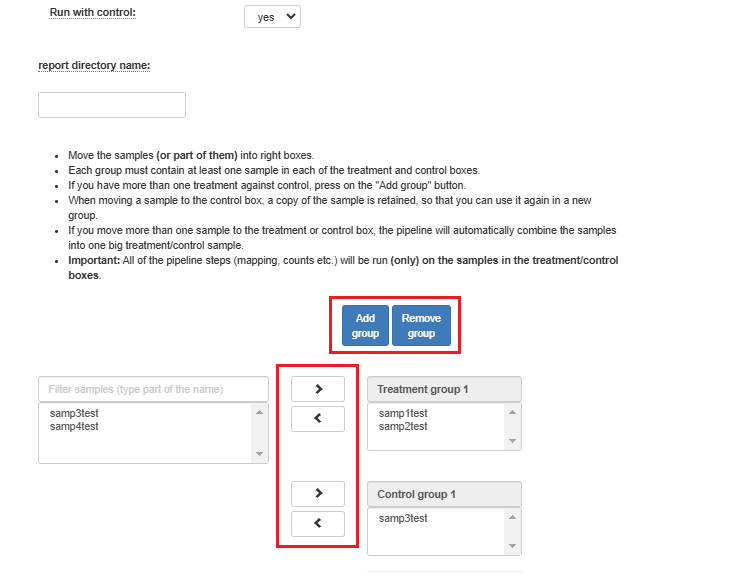 Run with control:
yes
report directory name:
Move the samples (or part of them) into right boxes.
Each group must contain at least one sample in each of the treatment and control boxes.
If you have more than one treatment against control, press on the "Add group" button.
When moving a sample to the control box, a copy of the sample is retained, so that you can use it again in a new
group.
If you move more than one sample to the treatment or control box, the pipeline will automatically combine the samples
into one big treatment/control sample.
Important: All of the pipeline steps (mapping, counts etc.) will be run (only) on the samples in the treatment/control
boxes.
Add
group
Remove
group
Filter samples (type part of the name)
samp3test
samp4test
Treatment group 1
samp1test
samp2test
Control group 1
samp3test